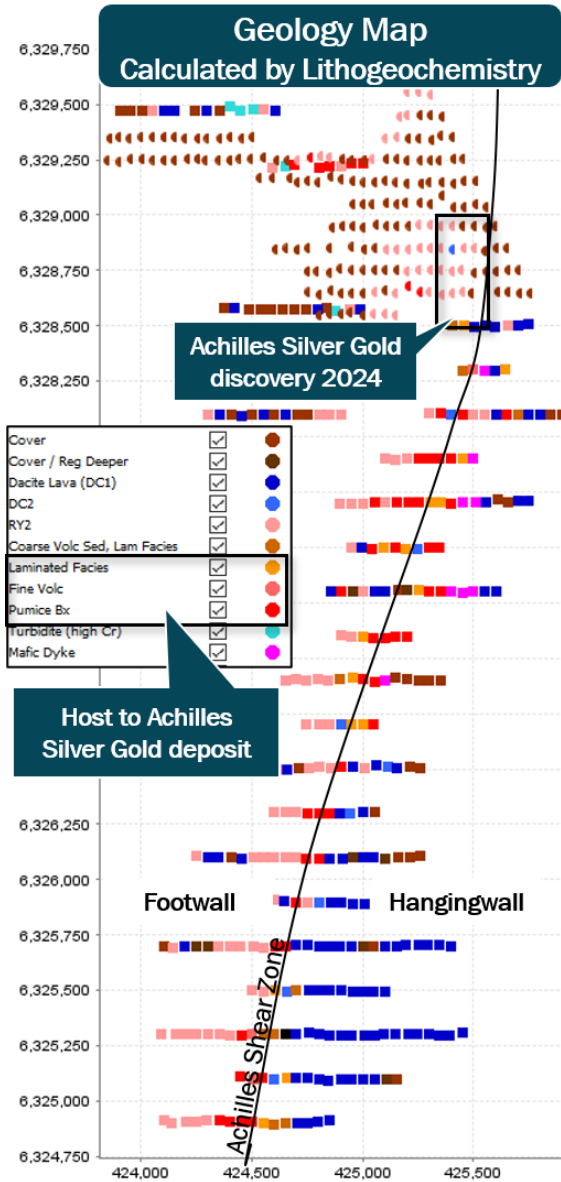 Geology Map
Calculated by Lithogeochemistry
6,329,750
6,329,500
6,329,250
6,329,000
6,328,750
6,328,500
Achilles Silver Gold
discovery 2024
6,328,250
6,328,000
Cover
Cover / Reg Deeper
Dacite Lava (DC1)
DC2
RY2
Coarse Volc Sed, Lam Facies
Laminated Facies
Fine Volc
Pumice Bx
Turbidite (high Cr)
Mafic Dyke
Host to Achilles
Silver Gold deposit
6,326,250
6,326,000
Footwall
Hangingwall
6,325,750
6,325,500
6,325,250
6,325,000
6,324,750
Achilles Shear Zone
424,000
424,500
425,000
425,500